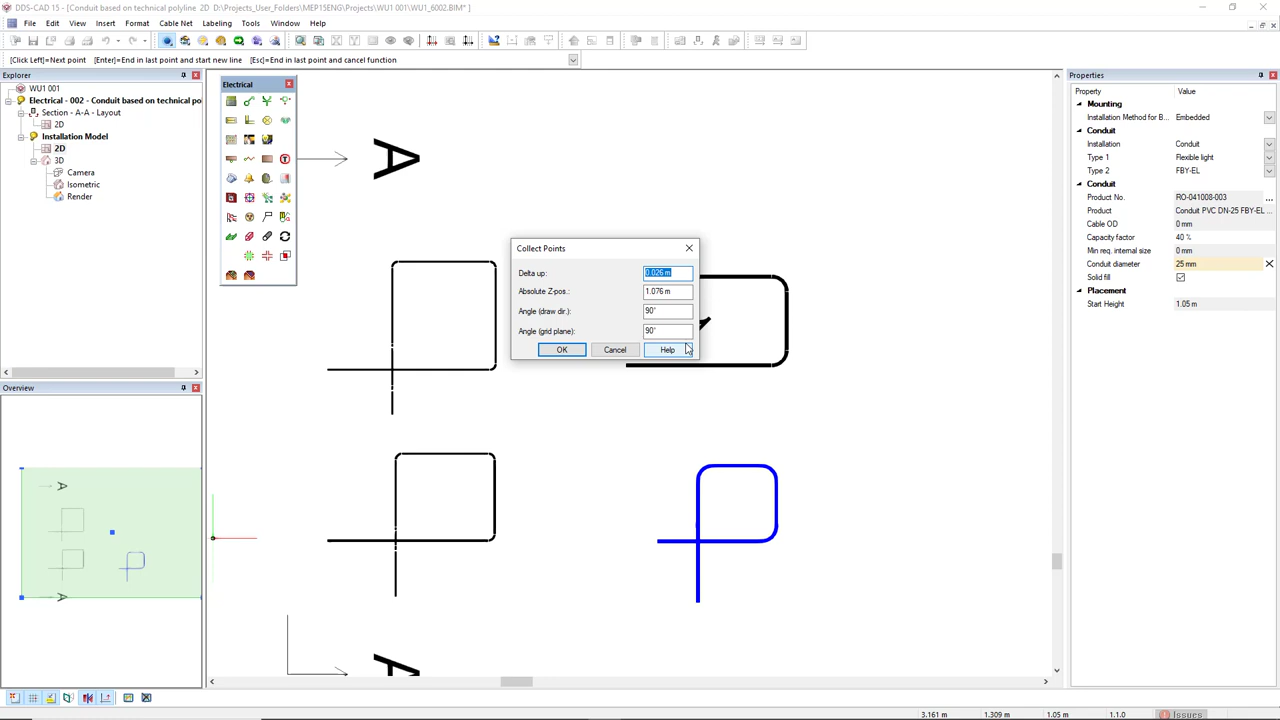 DDS-CAD 15 - [ Conduit based on technical polyline  2D  D:\Projects_User_Folders\MEP15ENG\Projects\WU1 001\WU1_6002.BIM* ]
File Edit View Insert Format Cable Net Labeling Tools Window Help
[Click Left]=Next point [Enter]=End in last point and start new line [Esc]=End in last point and cancel function
Explorer
WU1 001
Electrical - 002 - Conduit based on technical po
Section - A-A - Layout
2D
Installation Model
2D
3D
Camera
Isometric
Render
Overview
A
A
Electrical
A
A
Collect Points
Delta up: 0.026 m
Absolute Z-pos.: 1.076 m
Angle (draw dir.): 90°
Angle (grid plane): 90°
OK Cancel Help
Properties
Property Value
Mounting
Installation Method for B... Embedded
Conduit
Installation Conduit
Type 1 Flexible light
Type 2 FBY-EL
Conduit
Product No. RO-041008-003 ...
Product Conduit PVC DN-25 FBY-EL ...
Cable OD 0 mm
Capacity factor 40 %
Min req. internal size 0 mm
Conduit diameter 25 mm
Solid fill
Placement
Start Height 1.05 m
3.161 m 1.309 m 1.05 m 1.1.0 Issues